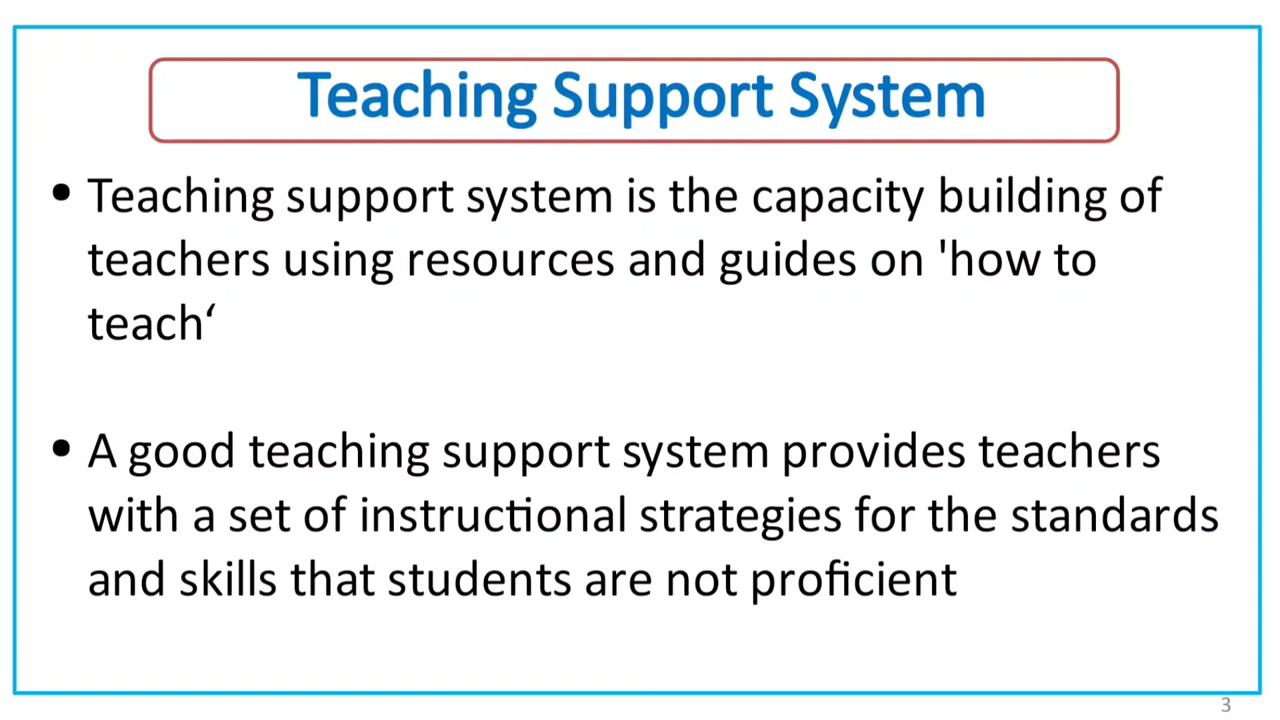 Teaching Support System
• Teaching support system is the capacity building of
teachers using resources and guides on 'how to
teach‘
• A good teaching support system provides teachers
with a set of instructional strategies for the standards
and skills that students are not proficient
3